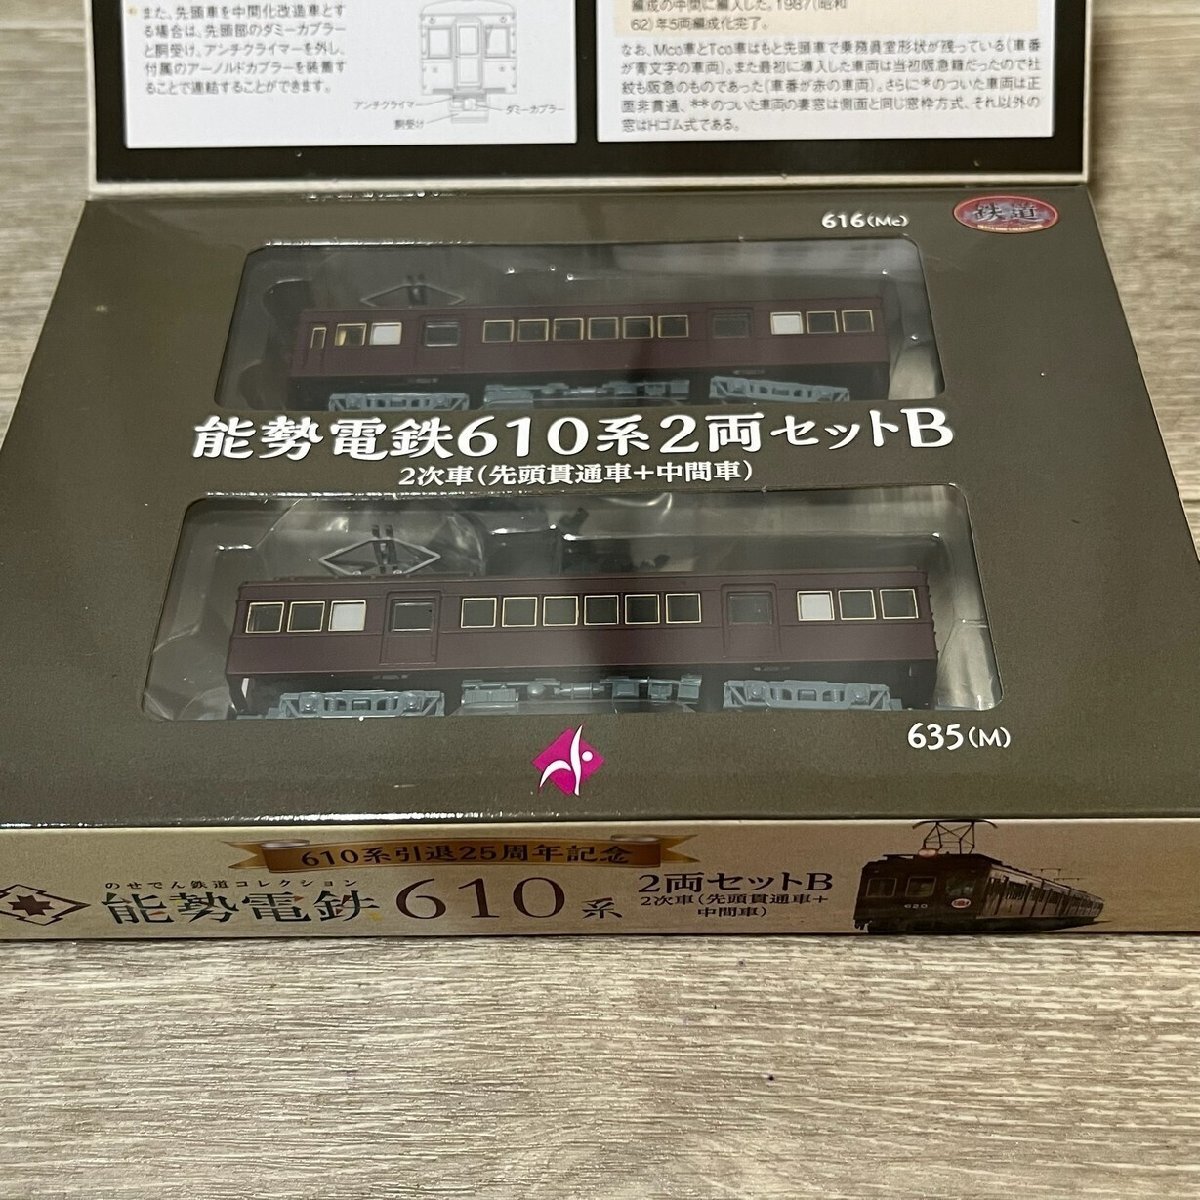 また、先頭車を中間化改造車とす
る場合は、先頭部のダミーカプラー
と胴受け、アンチクライマーを外し、
付属のアーノルドカプラーを装着す
ることで連結することができます。
アンチクライマー
胴受け
ダミーカプラー
編成の中間に編入した。1987(昭和
62)年5両編成化完了。
なお、Mco車とTco車はもと先頭車で乗務員室形状が残っている(車番
が青文字の車両)。また最初に導入した車両は当初阪急籍だったので社
紋も阪急のものであった(車番が赤の車両)。さらに*のついた車両は正
面非貫通、**のついた車両の妻窓は側面と同じ窓枠方式、それ以外の
窓はHゴム式である。
616(Mc)
鉄道
能勢電鉄610系2両セットB
2次車(先頭貫通車+中間車)
635(M)
610系引退25周年記念
のせでん鉄道コレクション
能勢電鉄 610系
2両セットB
2次車(先頭貫通車+
中間車)
620